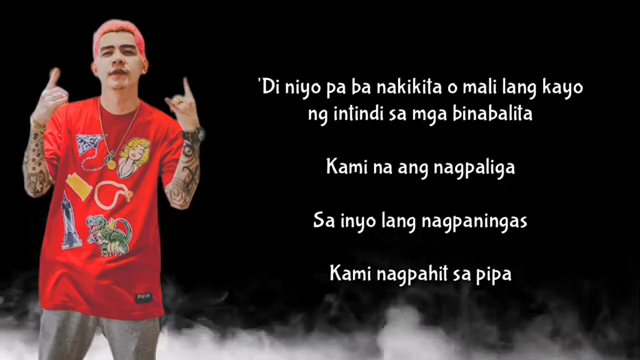 'Di niyo pa ba nakikita o mali lang kayo
ng intindi sa mga binabalita
Kami na ang nagpaliga
Sa inyo lang nagpaningas
Kami nagpahit sa pipa